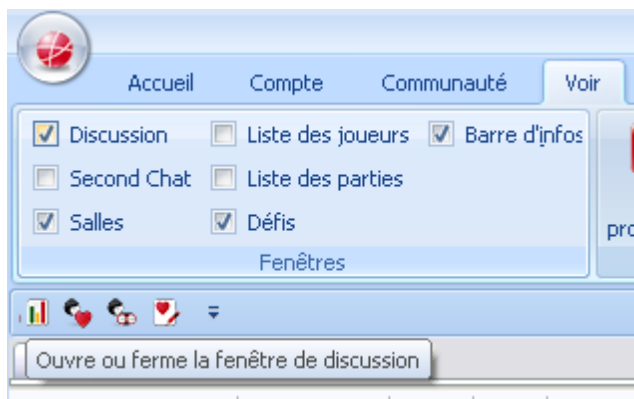 Accueil Compte Communauté Voir
Discussion Liste des joueurs Barre d'infos
Second Chat Liste des parties
Salles Défis
Fenêtres
pro
Ouvre ou ferme la fenêtre de discussion